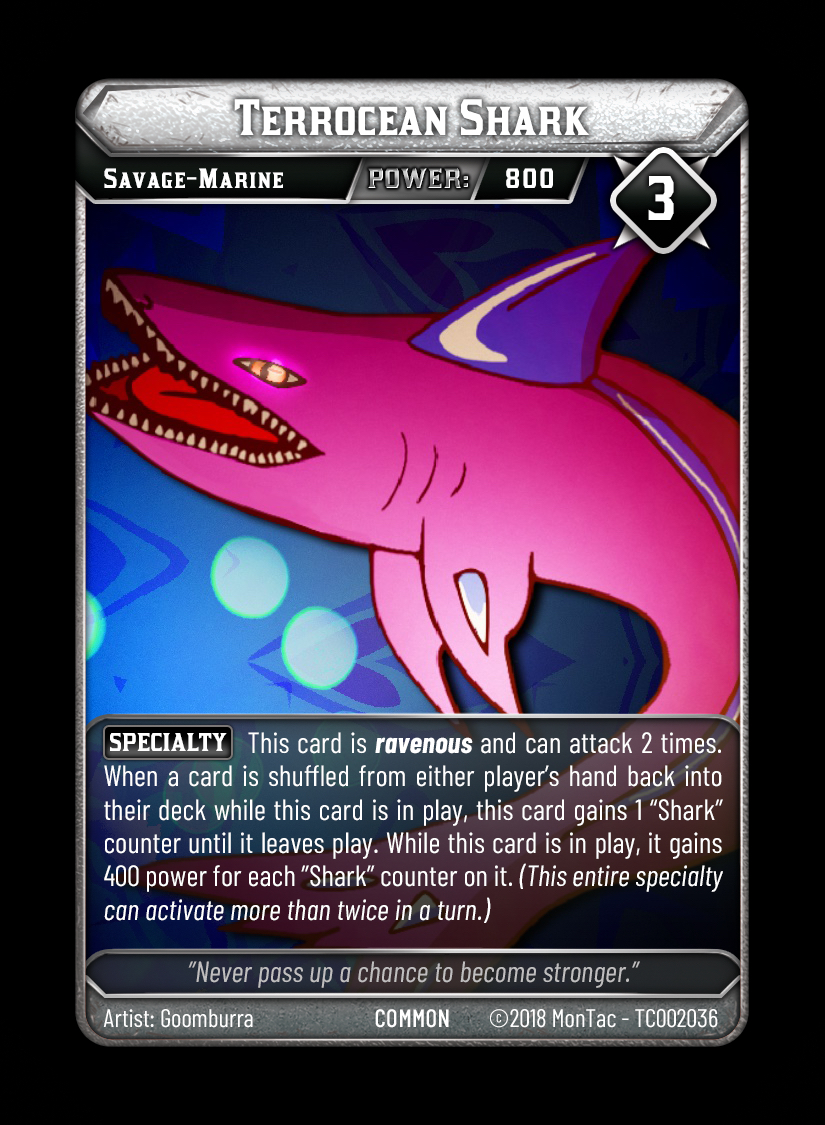 Terrocean Shark
Savage-Marine POWER: 800
3
SPECIALTY This card is ravenous and can attack 2 times.
When a card is shuffled from either player's hand back into
their deck while this card is in play, this card gains 1 "Shark"
counter until it leaves play. While this card is in play, it gains
400 power for each "Shark" counter on it. (This entire specialty
can activate more than twice in a turn.)
"Never pass up a chance to become stronger."
Artist: Goomburra COMMON ©2018 MonTac - TC002036